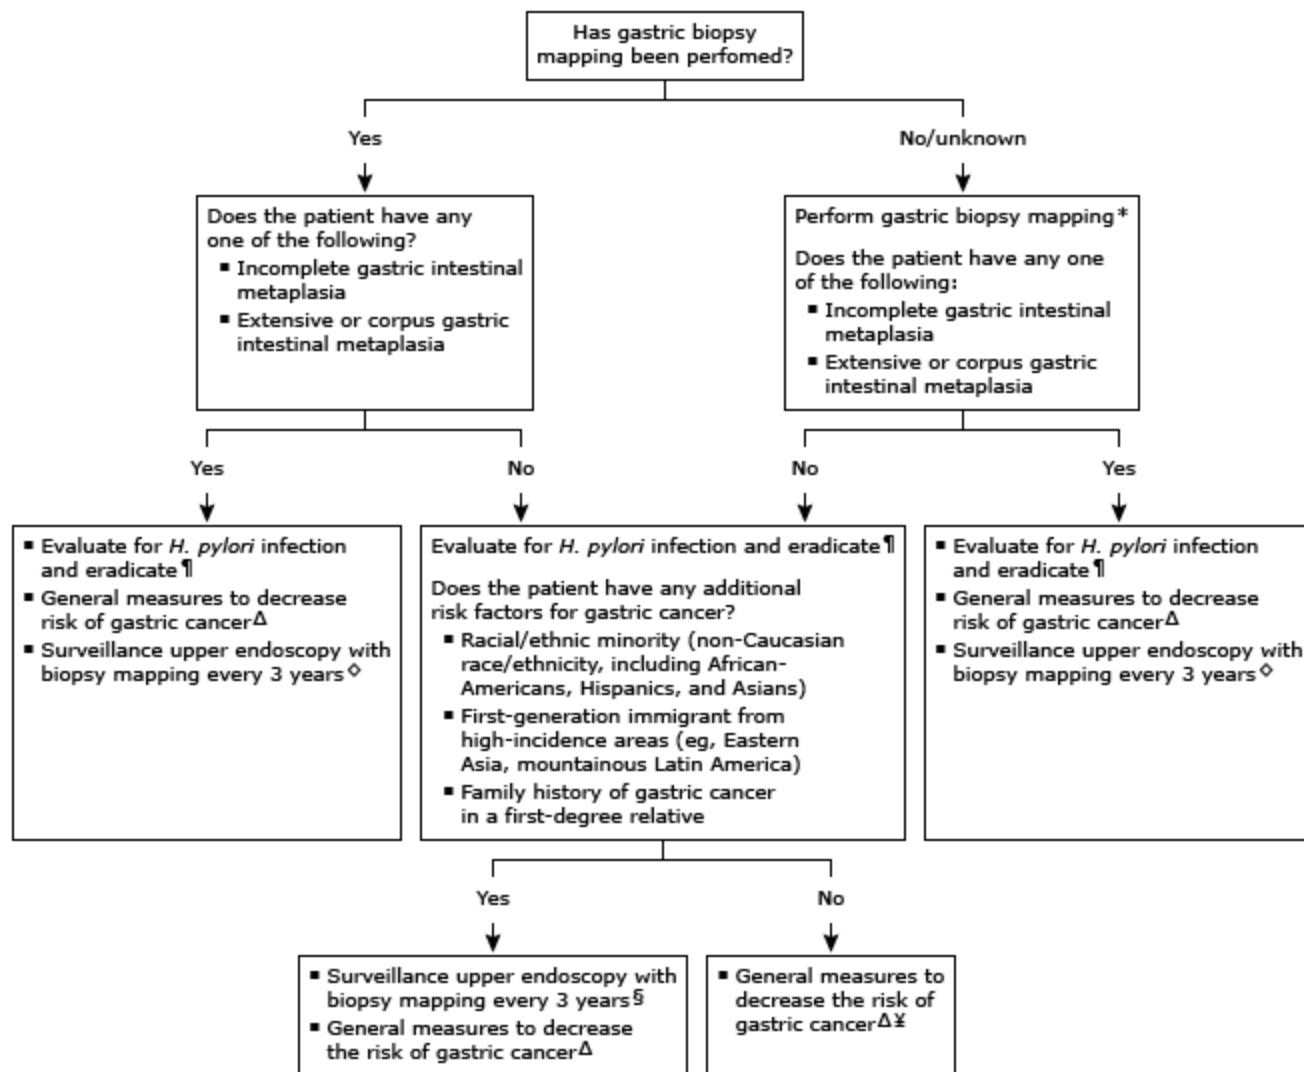 Has gastric biopsy
mapping been perfomed?
Yes
No/unknown
Does the patient have any
one of the following?
▪ Incomplete gastric intestinal
metaplasia
▪ Extensive or corpus gastric
intestinal metaplasia
Perform gastric biopsy mapping*
Does the patient have any one
of the following:
▪ Incomplete gastric intestinal
metaplasia
▪ Extensive or corpus gastric
intestinal metaplasia
Yes
No
No
Yes
▪ Evaluate for H. pylori infection
and eradicate¶
▪ General measures to decrease
risk of gastric cancerΔ
▪ Surveillance upper endoscopy with
biopsy mapping every 3 years◇
Evaluate for H. pylori infection and eradicate¶
Does the patient have any additional
risk factors for gastric cancer?
▪ Racial/ethnic minority (non-Caucasian
race/ethnicity, including African-
Americans, Hispanics, and Asians)
▪ First-generation immigrant from
high-incidence areas (eg, Eastern
Asia, mountainous Latin America)
▪ Family history of gastric cancer
in a first-degree relative
▪ Evaluate for H. pylori infection
and eradicate¶
▪ General measures to decrease
risk of gastric cancerΔ
▪ Surveillance upper endoscopy with
biopsy mapping every 3 years◇
Yes
No
▪ Surveillance upper endoscopy with
biopsy mapping every 3 years§
▪ General measures to decrease
the risk of gastric cancerΔ
▪ General measures to
decrease the risk of
gastric cancerΔ¥